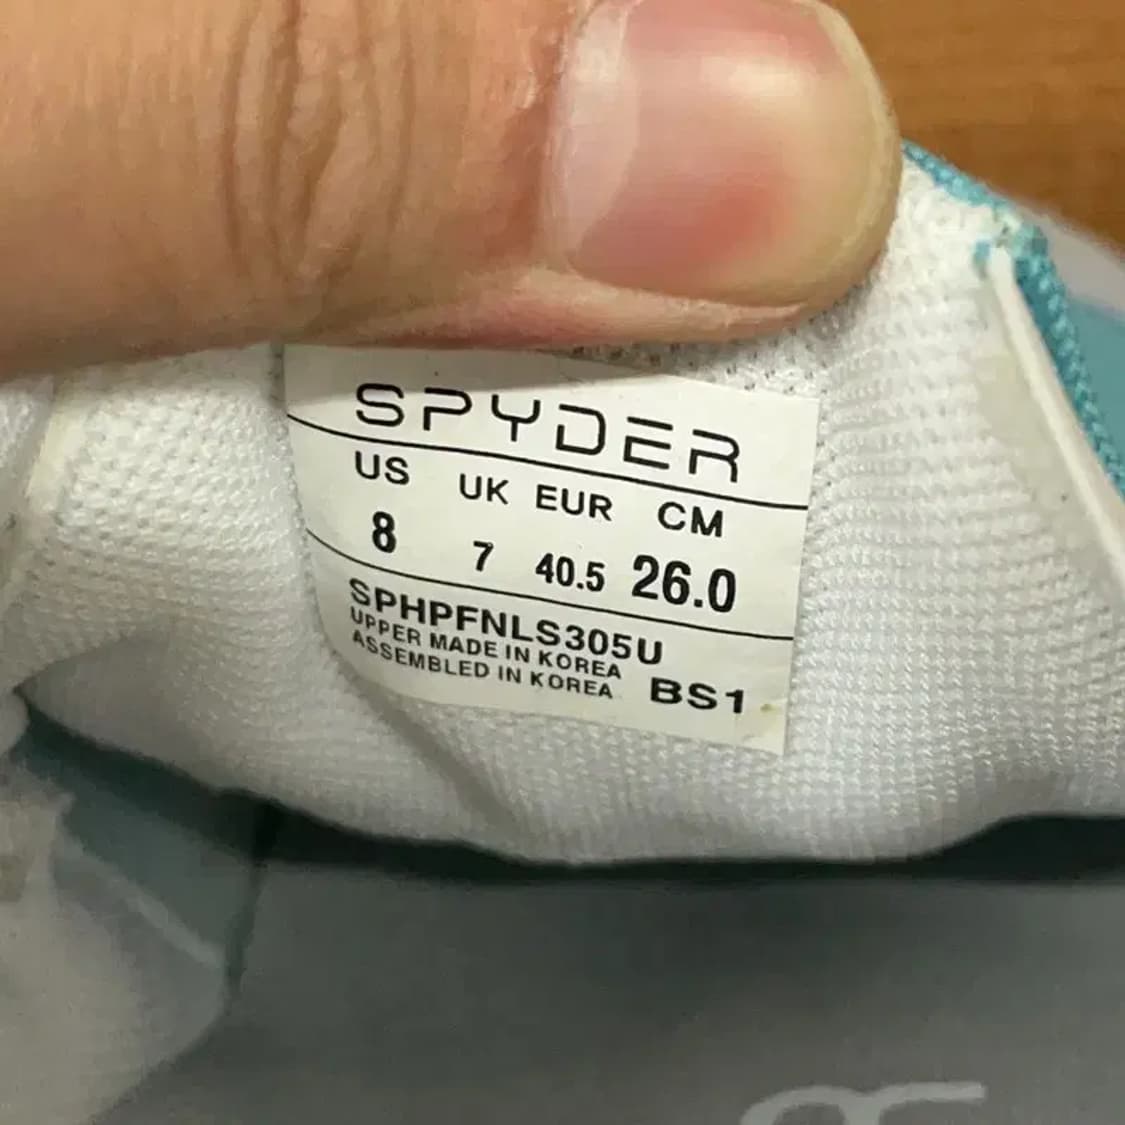 SPYDER
US UK EUR CM
8 7 40.5 26.0
SPHPFNLS305U
UPPER MADE IN KOREA
ASSEMBLED IN KOREA BS1